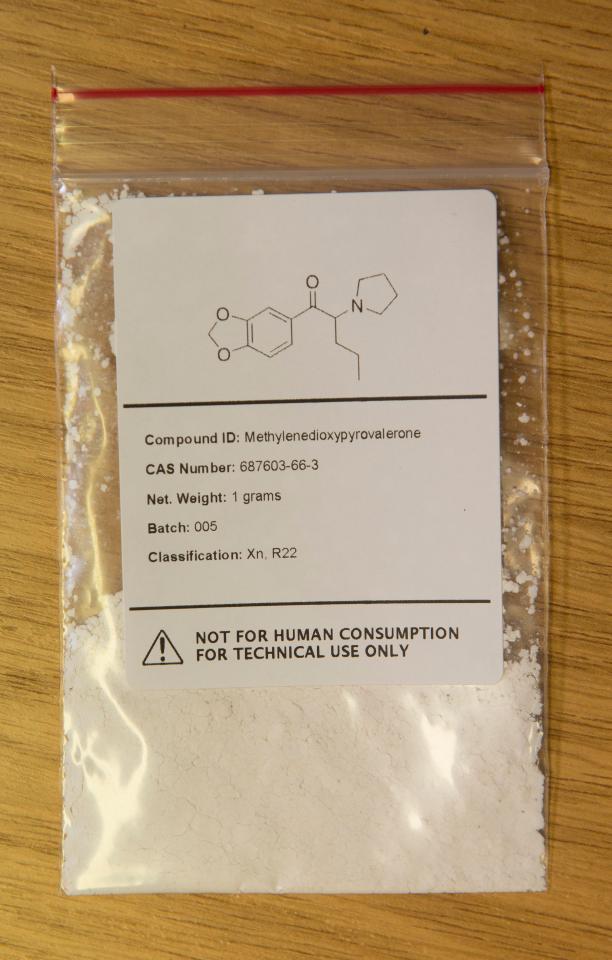 O
N
O
O
Compound ID: Methylenedioxypyrovalerone
CAS Number: 687603-66-3
Net. Weight: 1 grams
Batch: 005
Classification: Xn, R22
NOT FOR HUMAN CONSUMPTION
FOR TECHNICAL USE ONLY